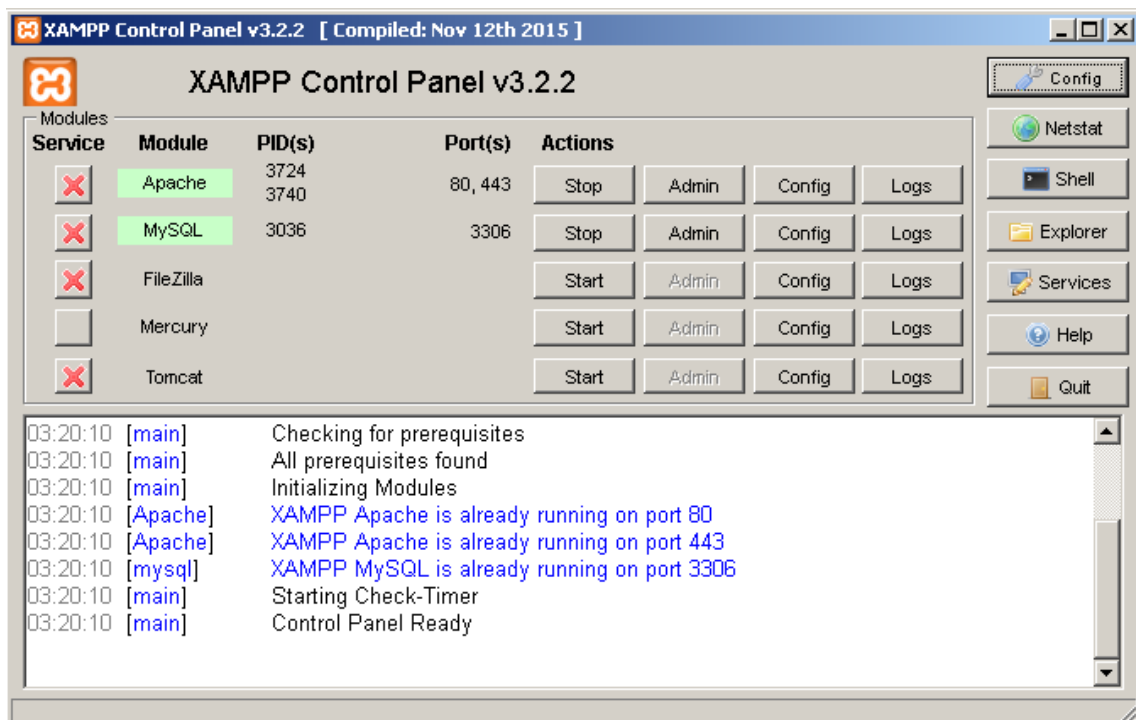 XAMPP Control Panel v3.2.2 [ Compiled: Nov 12th 2015 ]
XAMPP Control Panel v3.2.2
Config
Modules
Service Module PID(s) Port(s) Actions
Netstat
Apache 3724 3740 80, 443 Stop Admin Config Logs
Shell
MySQL 3036 3306 Stop Admin Config Logs
Explorer
FileZilla Start Admin Config Logs
Services
Mercury Start Admin Config Logs
Help
Tomcat Start Admin Config Logs
Quit
03:20:10 [main] Checking for prerequisites
03:20:10 [main] All prerequisites found
03:20:10 [main] Initializing Modules
03:20:10 [Apache] XAMPP Apache is already running on port 80
03:20:10 [Apache] XAMPP Apache is already running on port 443
03:20:10 [mysql] XAMPP MySQL is already running on port 3306
03:20:10 [main] Starting Check-Timer
03:20:10 [main] Control Panel Ready